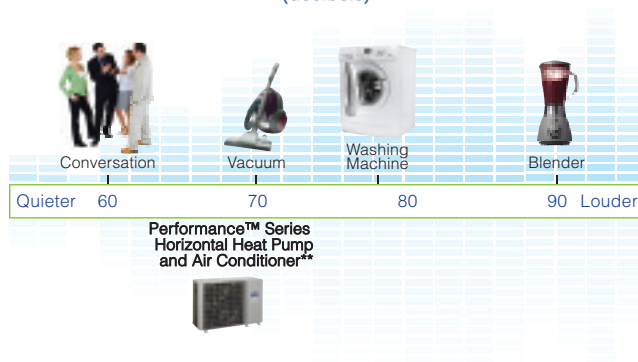 (decibels)
Conversation
Vacuum
Washing
Machine
Blender
Quieter 60 70 80 90 Louder
Performance™ Series
Horizontal Heat Pump
and Air Conditioner**